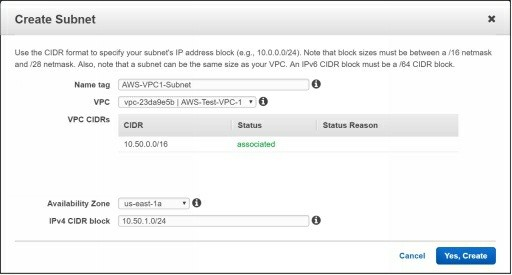 Create Subnet
Use the CIDR format to specify your subnet's IP address block (e.g., 10.0.0.0/24). Note that block sizes must be between a /16 netmask
and /28 netmask. Also, note that a subnet can be the same size as your VPC. An IPv6 CIDR block must be a /64 CIDR block.
Name tag AWS-VPC1-Subnet
VPC vpc-23da9e5b | AWS-Test-VPC-1
VPC CIDRs
CIDR Status Status Reason
10.50.0.0/16 associated
Availability Zone us-east-1a
IPv4 CIDR block 10.50.1.0/24
Cancel Yes, Create